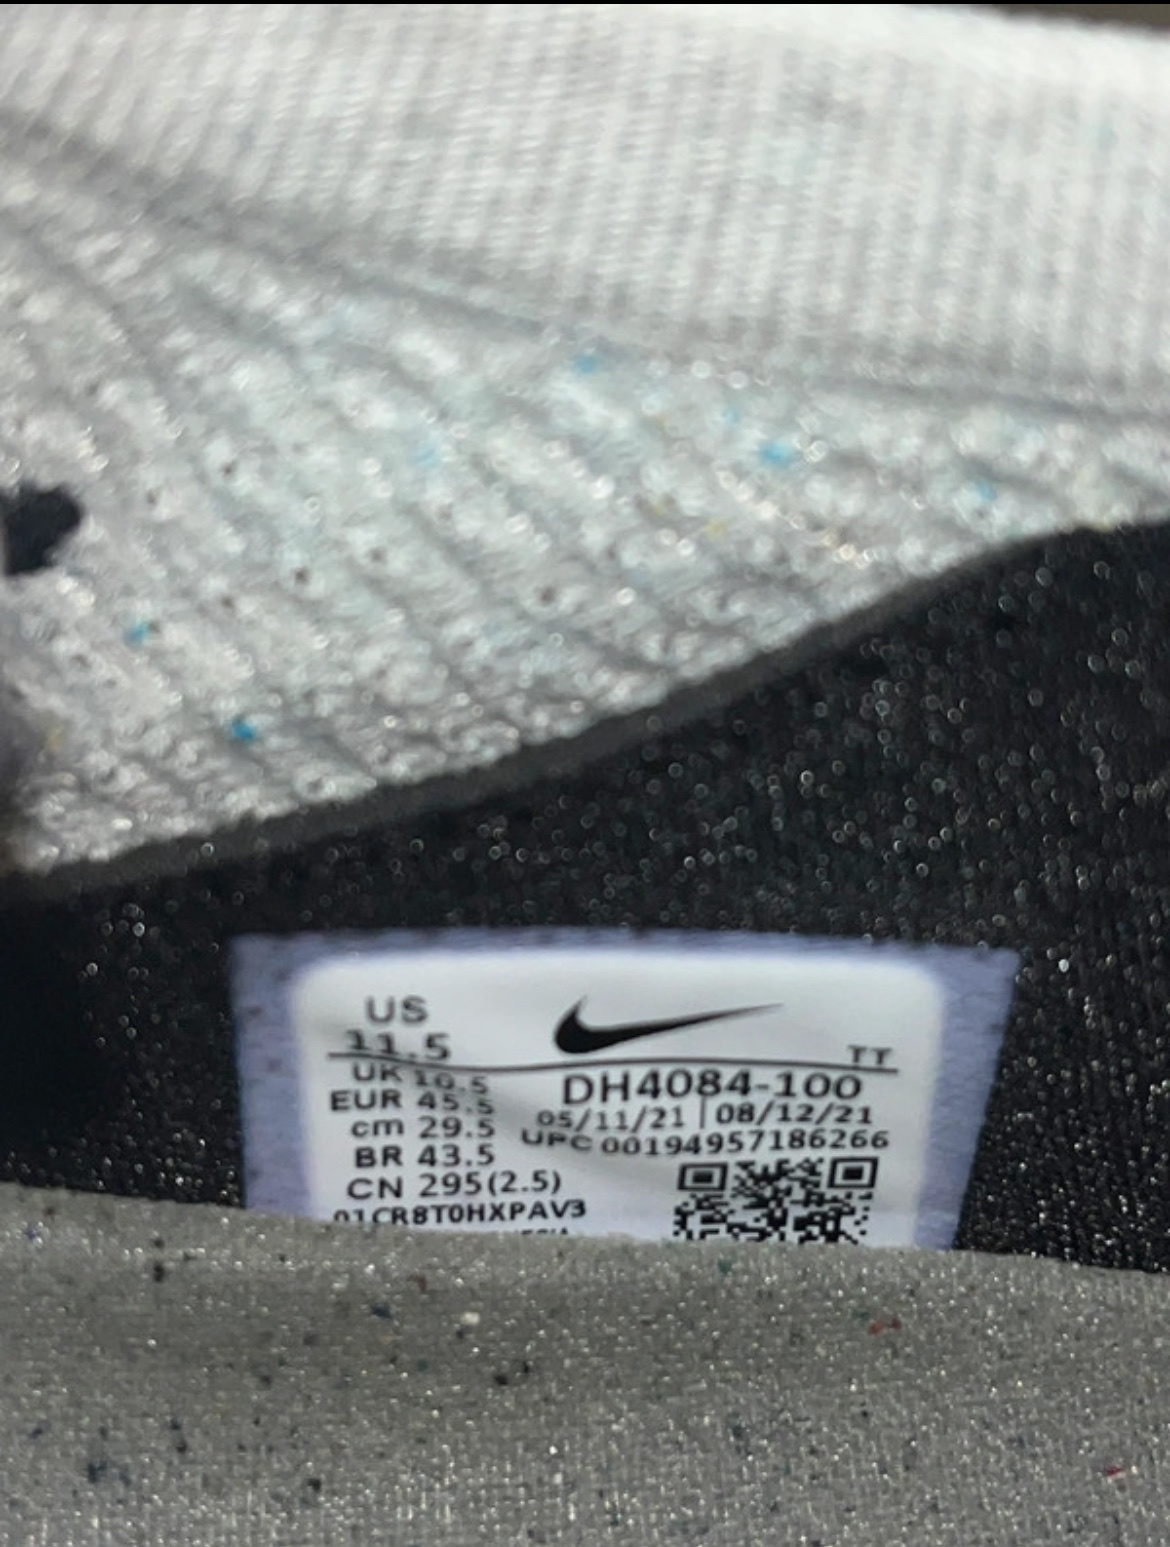 US
11.5
TT
UK 10.5
DH4084-100
EUR 45.5
05/11/21 | 08/12/21
cm 29.5
UPC 00194957186266
BR 43.5
CN 295(2.5)
01CR8T0HXPAV3